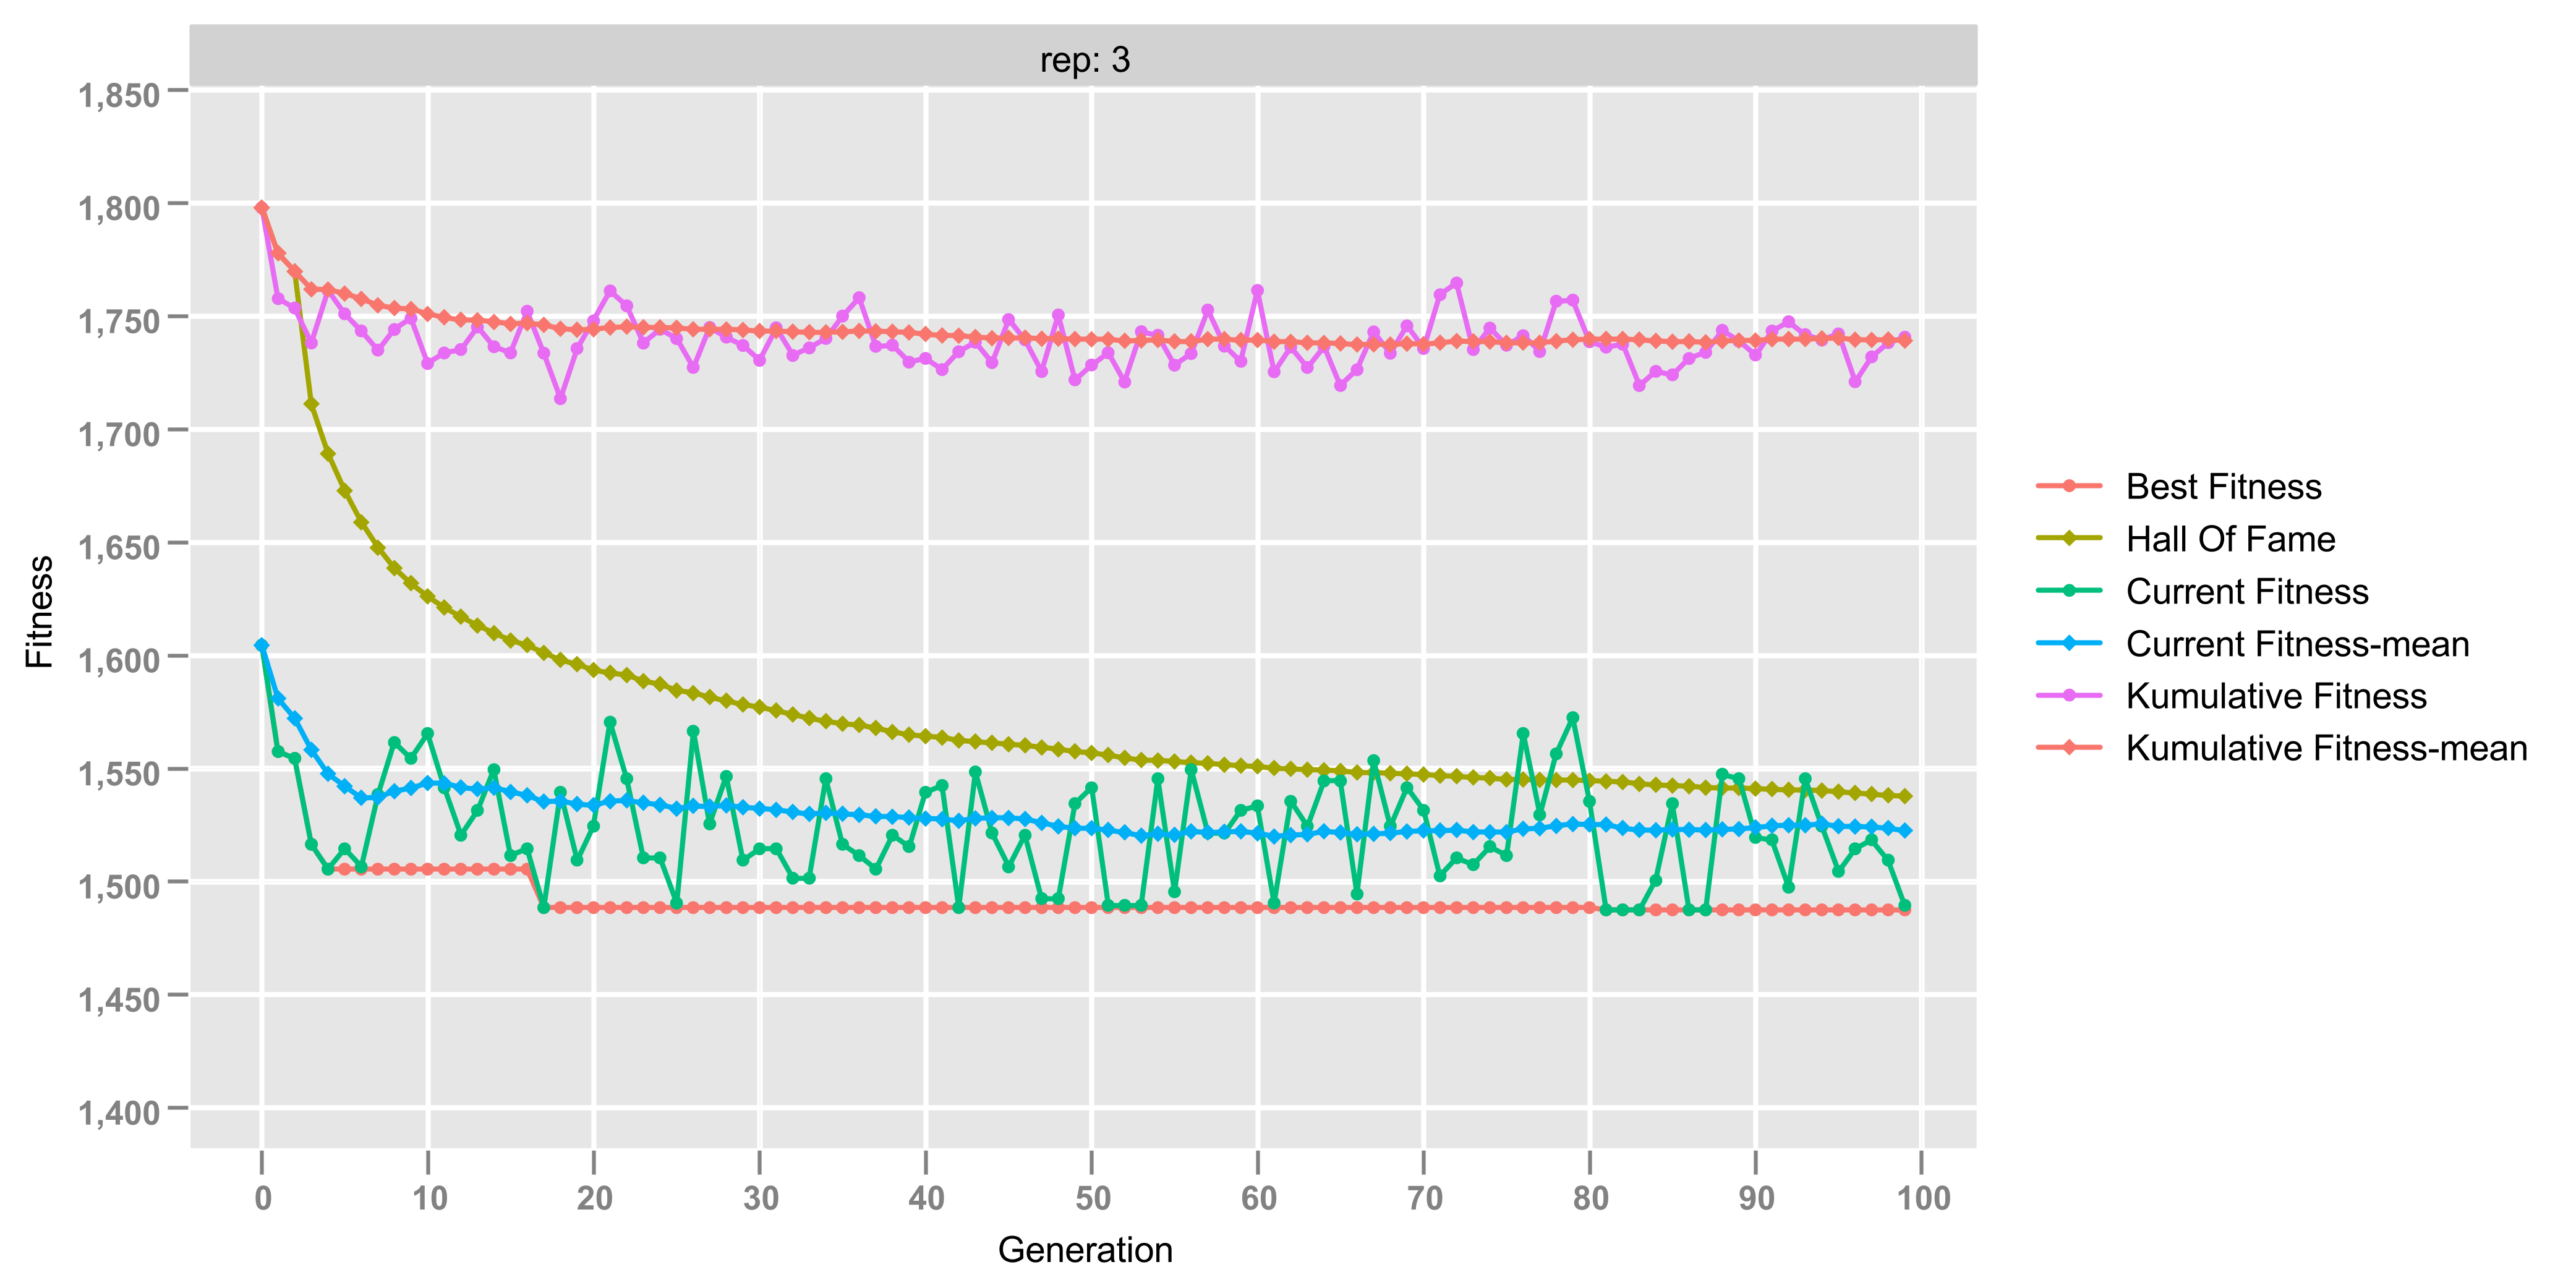 rep: 3
1,850
1,800
1,750
1,700
1,650
1,600
1,550
1,500
1,450
1,400
Fitness
0 10 20 30 40 50 60 70 80 90 100
Generation
Best Fitness
Hall Of Fame
Current Fitness
Current Fitness-mean
Kumulative Fitness
Kumulative Fitness-mean